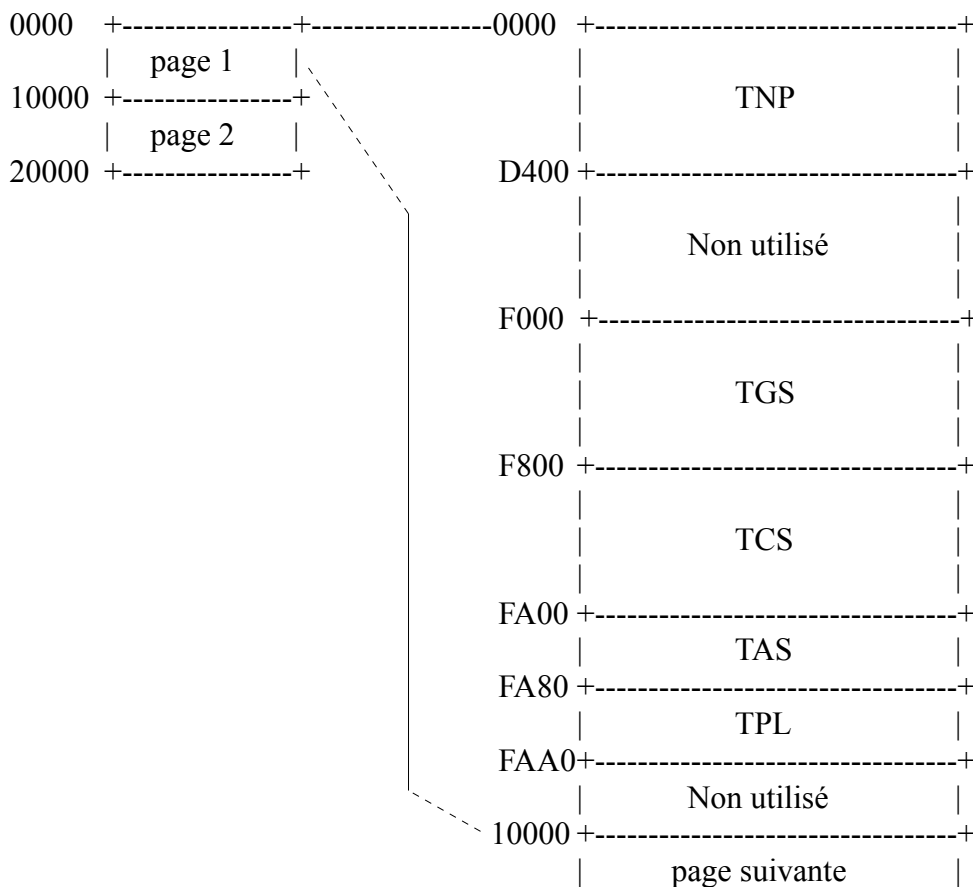 0000 +----------------+----------------0000 +--------------------------------+
| page 1 |
10000 +----------------+
TNP
| page 2 |
20000 +----------------+
D400 +--------------------------------+
| Non utilisé |
F000 +--------------------------------+
| TGS |
F800 +--------------------------------+
| TCS |
FA00 +--------------------------------+
| TAS |
FA80 +--------------------------------+
| TPL |
FAA0+--------------------------------+
| Non utilisé |
10000 +--------------------------------+
| page suivante |